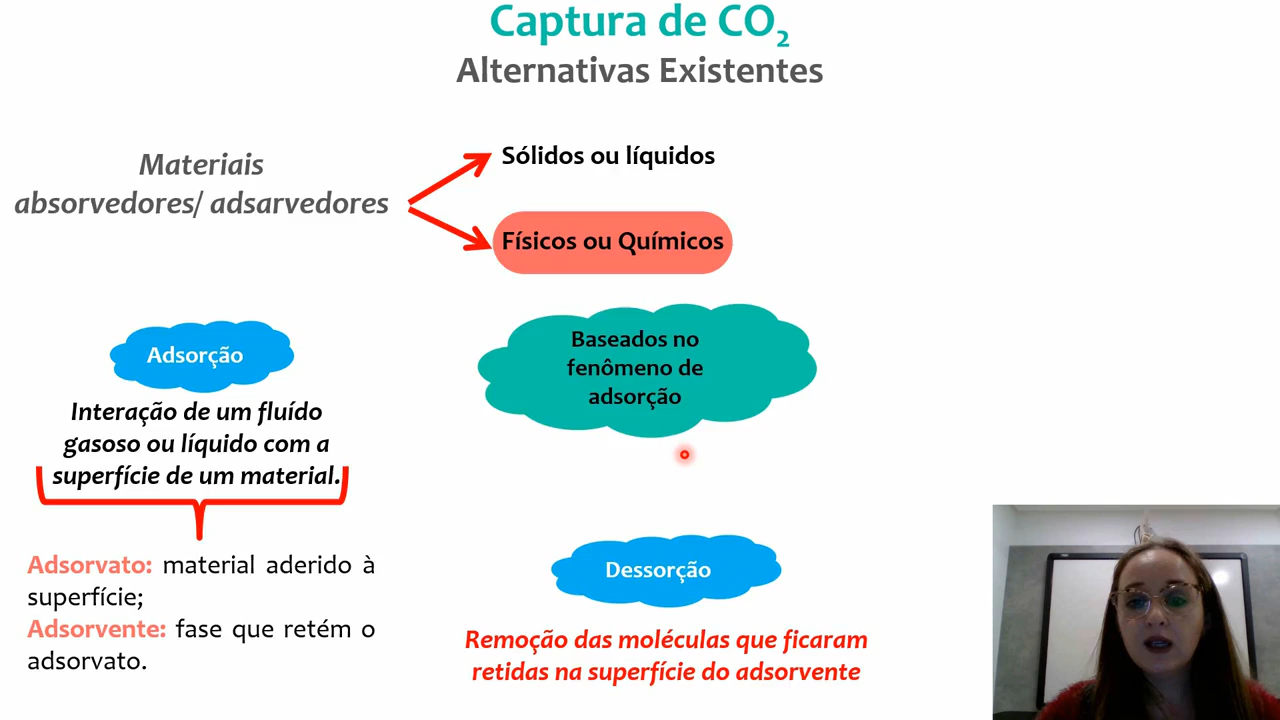 Captura de CO₂
Alternativas Existentes
Materiais
absorvedores/ adsarvedores
Sólidos ou líquidos
Físicos ou Químicos
Baseados no
fenômeno de
adsorção
Adsorção
Interação de um fluído
gasoso ou líquido com a
superfície de um material.
Adsorvato: material aderido à
superfície;
Adsorvente: fase que retém o
adsorvato.
Dessorção
Remoção das moléculas que ficaram
retidas na superfície do adsorvente